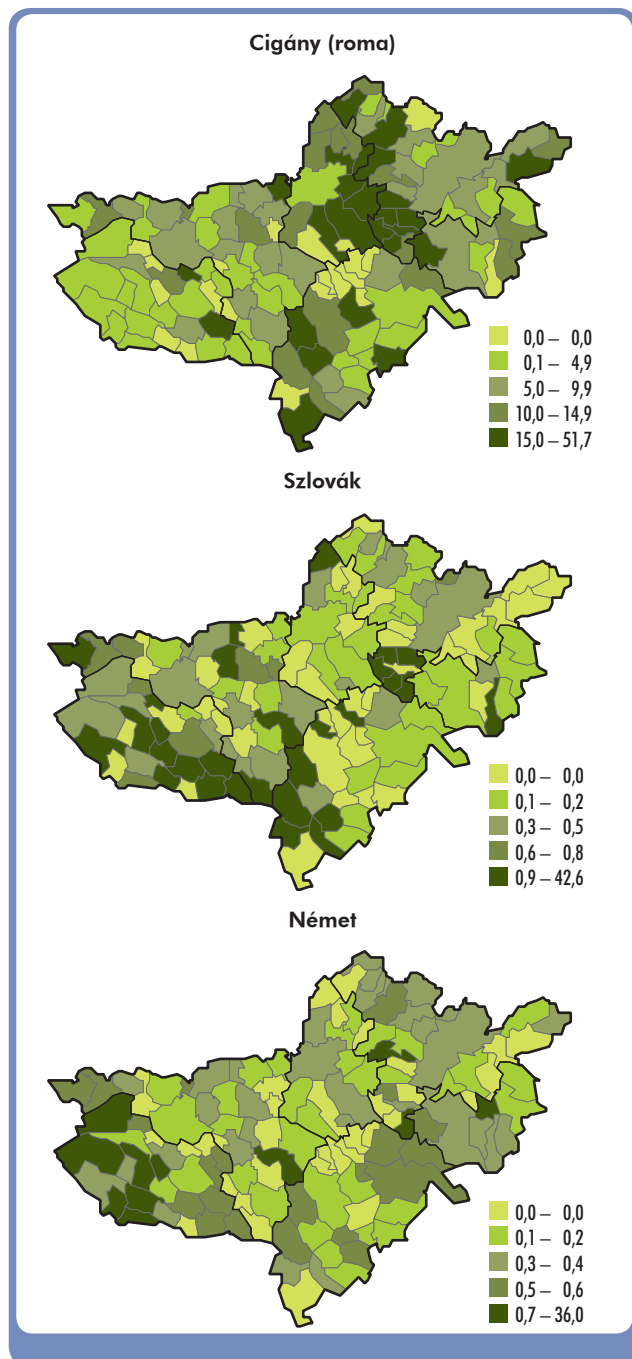 Cigány (roma)
0,0 – 0,0
0,1 – 4,9
5,0 – 9,9
10,0 – 14,9
15,0 – 51,7
Szlovák
0,0 – 0,0
0,1 – 0,2
0,3 – 0,5
0,6 – 0,8
0,9 – 42,6
Német
0,0 – 0,0
0,1 – 0,2
0,3 – 0,4
0,5 – 0,6
0,7 – 36,0